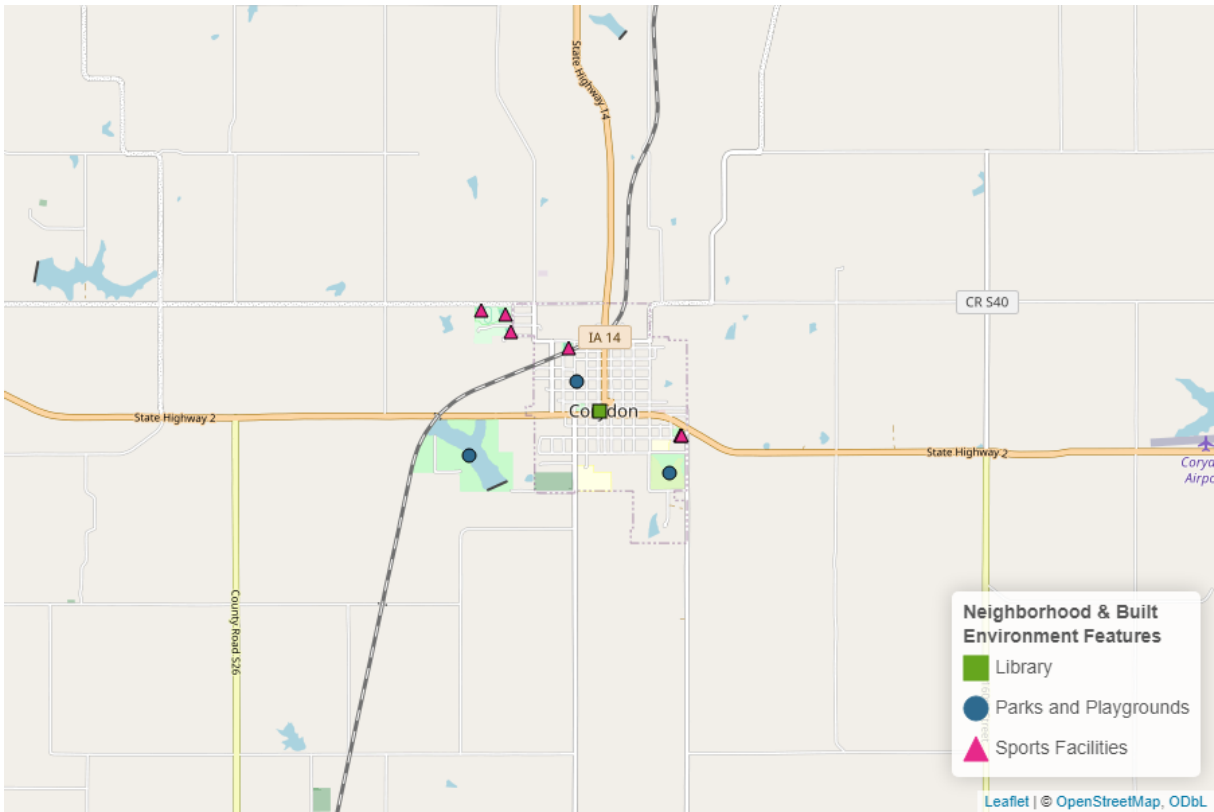 State Highway 14
CR S40
IA 14
State Highway 2
State Highway 2
County Road S26
Neighborhood & Built
Environment Features
Library
Parks and Playgrounds
Sports Facilities
Leaflet | © OpenStreetMap, ODbL